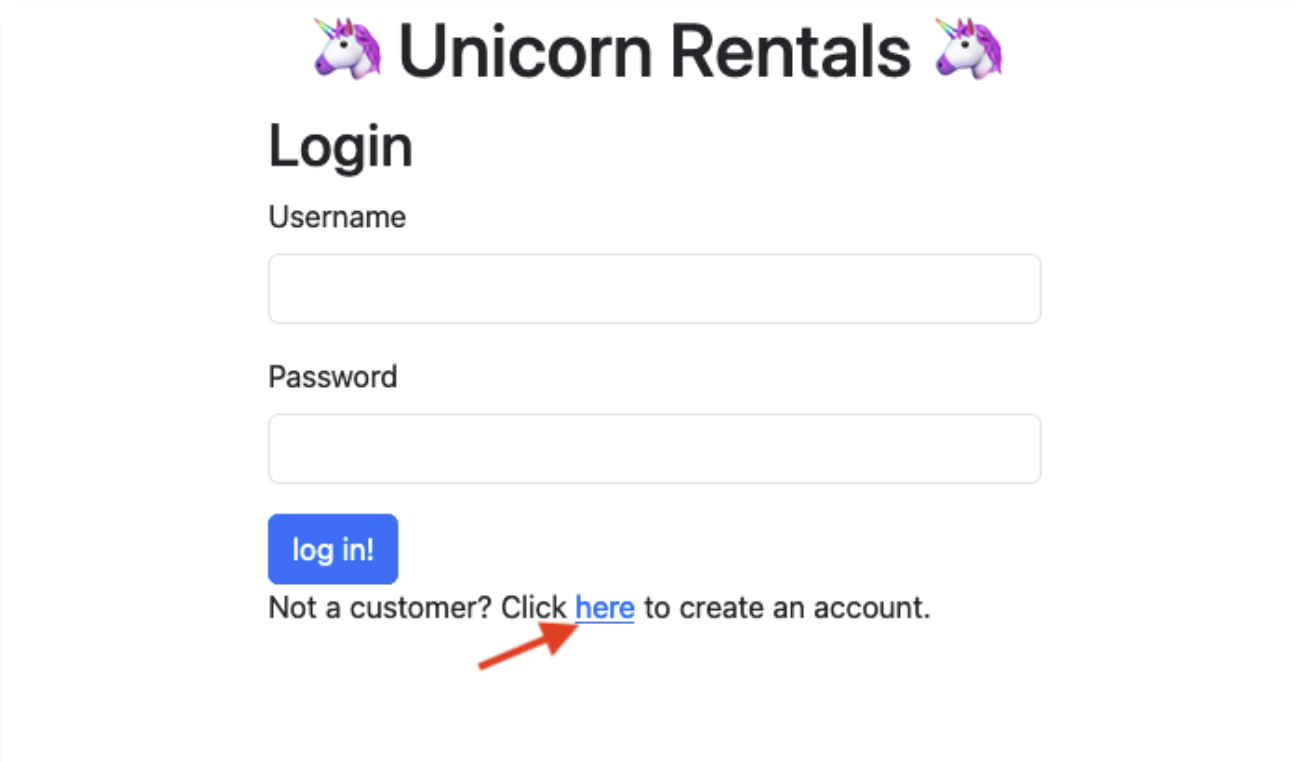 🦄 Unicorn Rentals 🦄
Login
Username
Password
log in!
Not a customer? Click here to create an account.